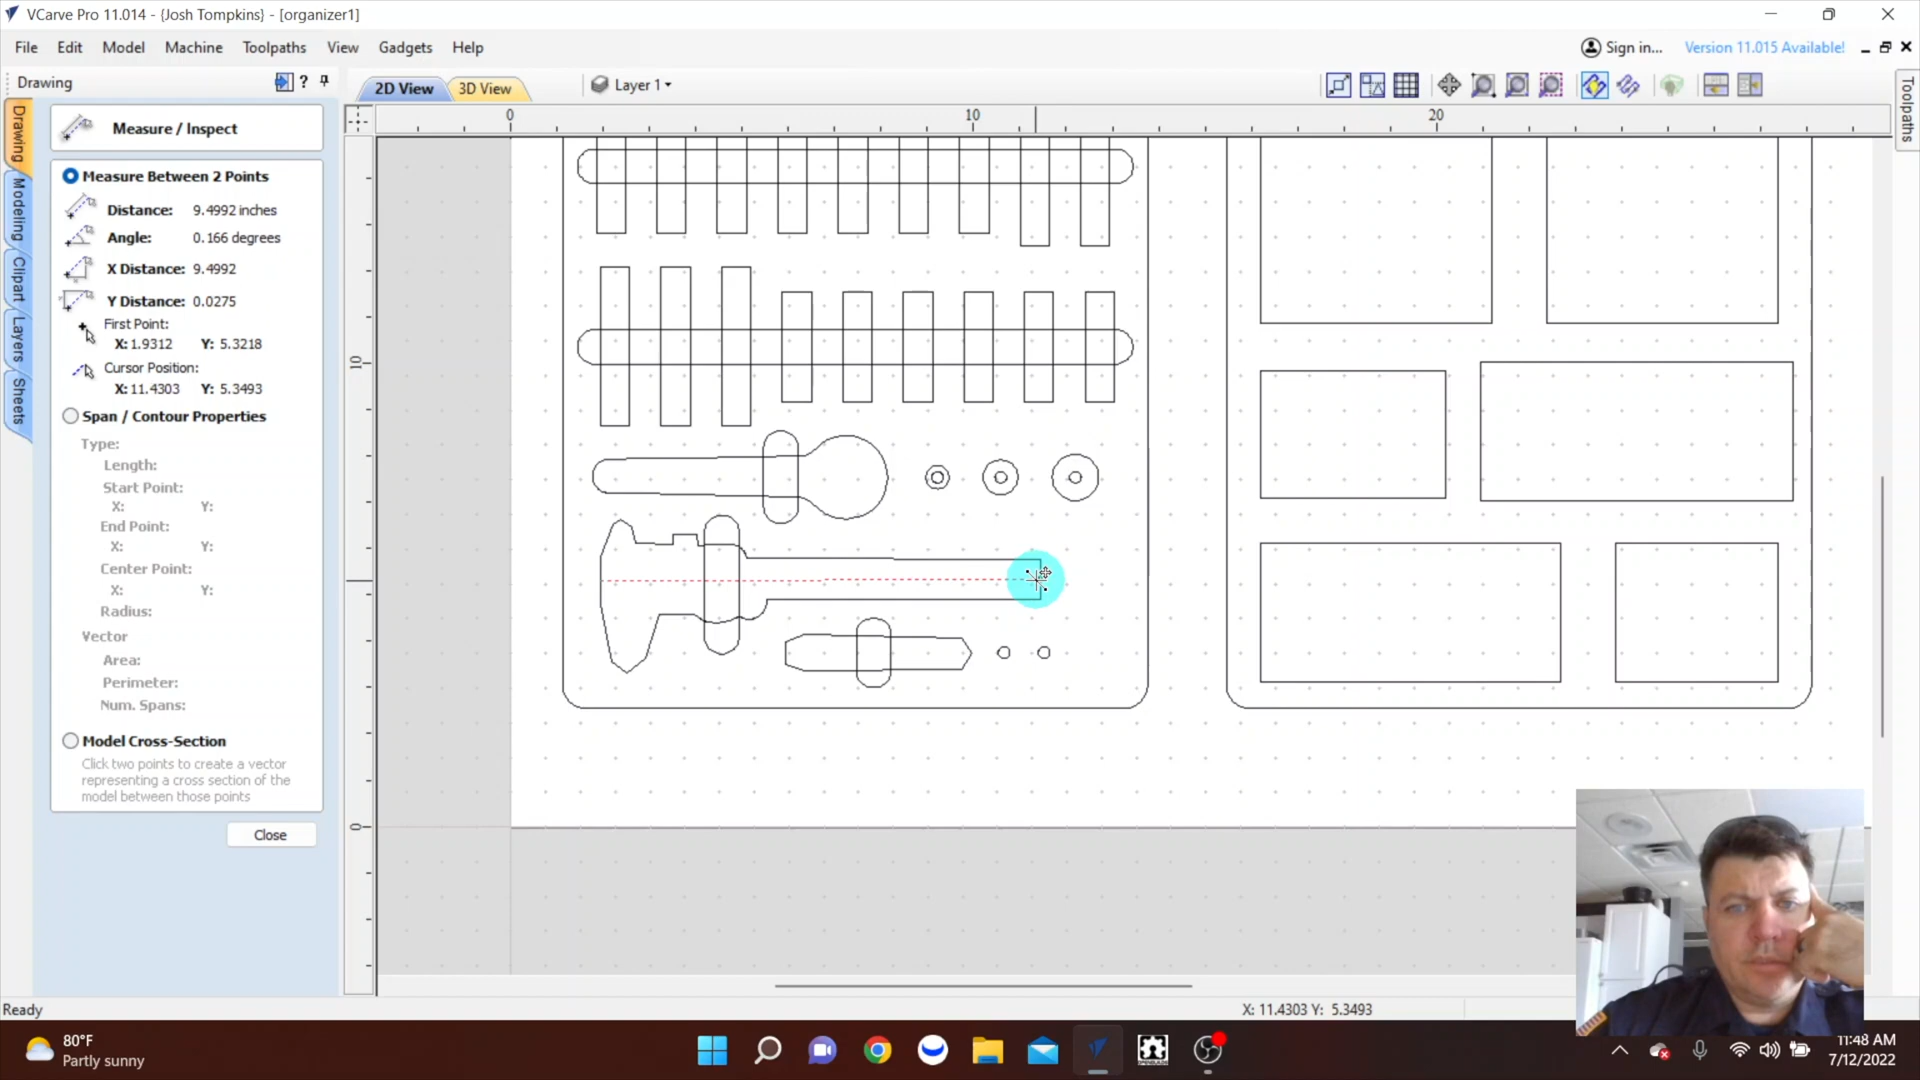 VCarve Pro 11.014 - {Josh Tompkins} - [organizer1]
File Edit Model Machine Toolpaths View Gadgets Help
Sign in... Version 11.015 Available!
Drawing
?
2D View 3D View Layer 1
Toolpaths
Drawing
Modeling
Clipart
Layers
Sheets
Measure / Inspect
Measure Between 2 Points
Distance: 9.4992 inches
Angle: 0.166 degrees
X Distance: 9.4992
Y Distance: 0.0275
First Point:
X: 1.9312 Y: 5.3218
Cursor Position:
X: 11.4303 Y: 5.3493
Span / Contour Properties
Type:
Length:
Start Point:
X: Y:
End Point:
X: Y:
Center Point:
X: Y:
Radius:
Vector
Area:
Perimeter:
Num. Spans:
Model Cross-Section
Click two points to create a vector
representing a cross section of the
model between those points
Close
0 10 20
10
0
Ready
X: 11.4303 Y: 5.3493
80°F
Partly sunny
11:48 AM
7/12/2022